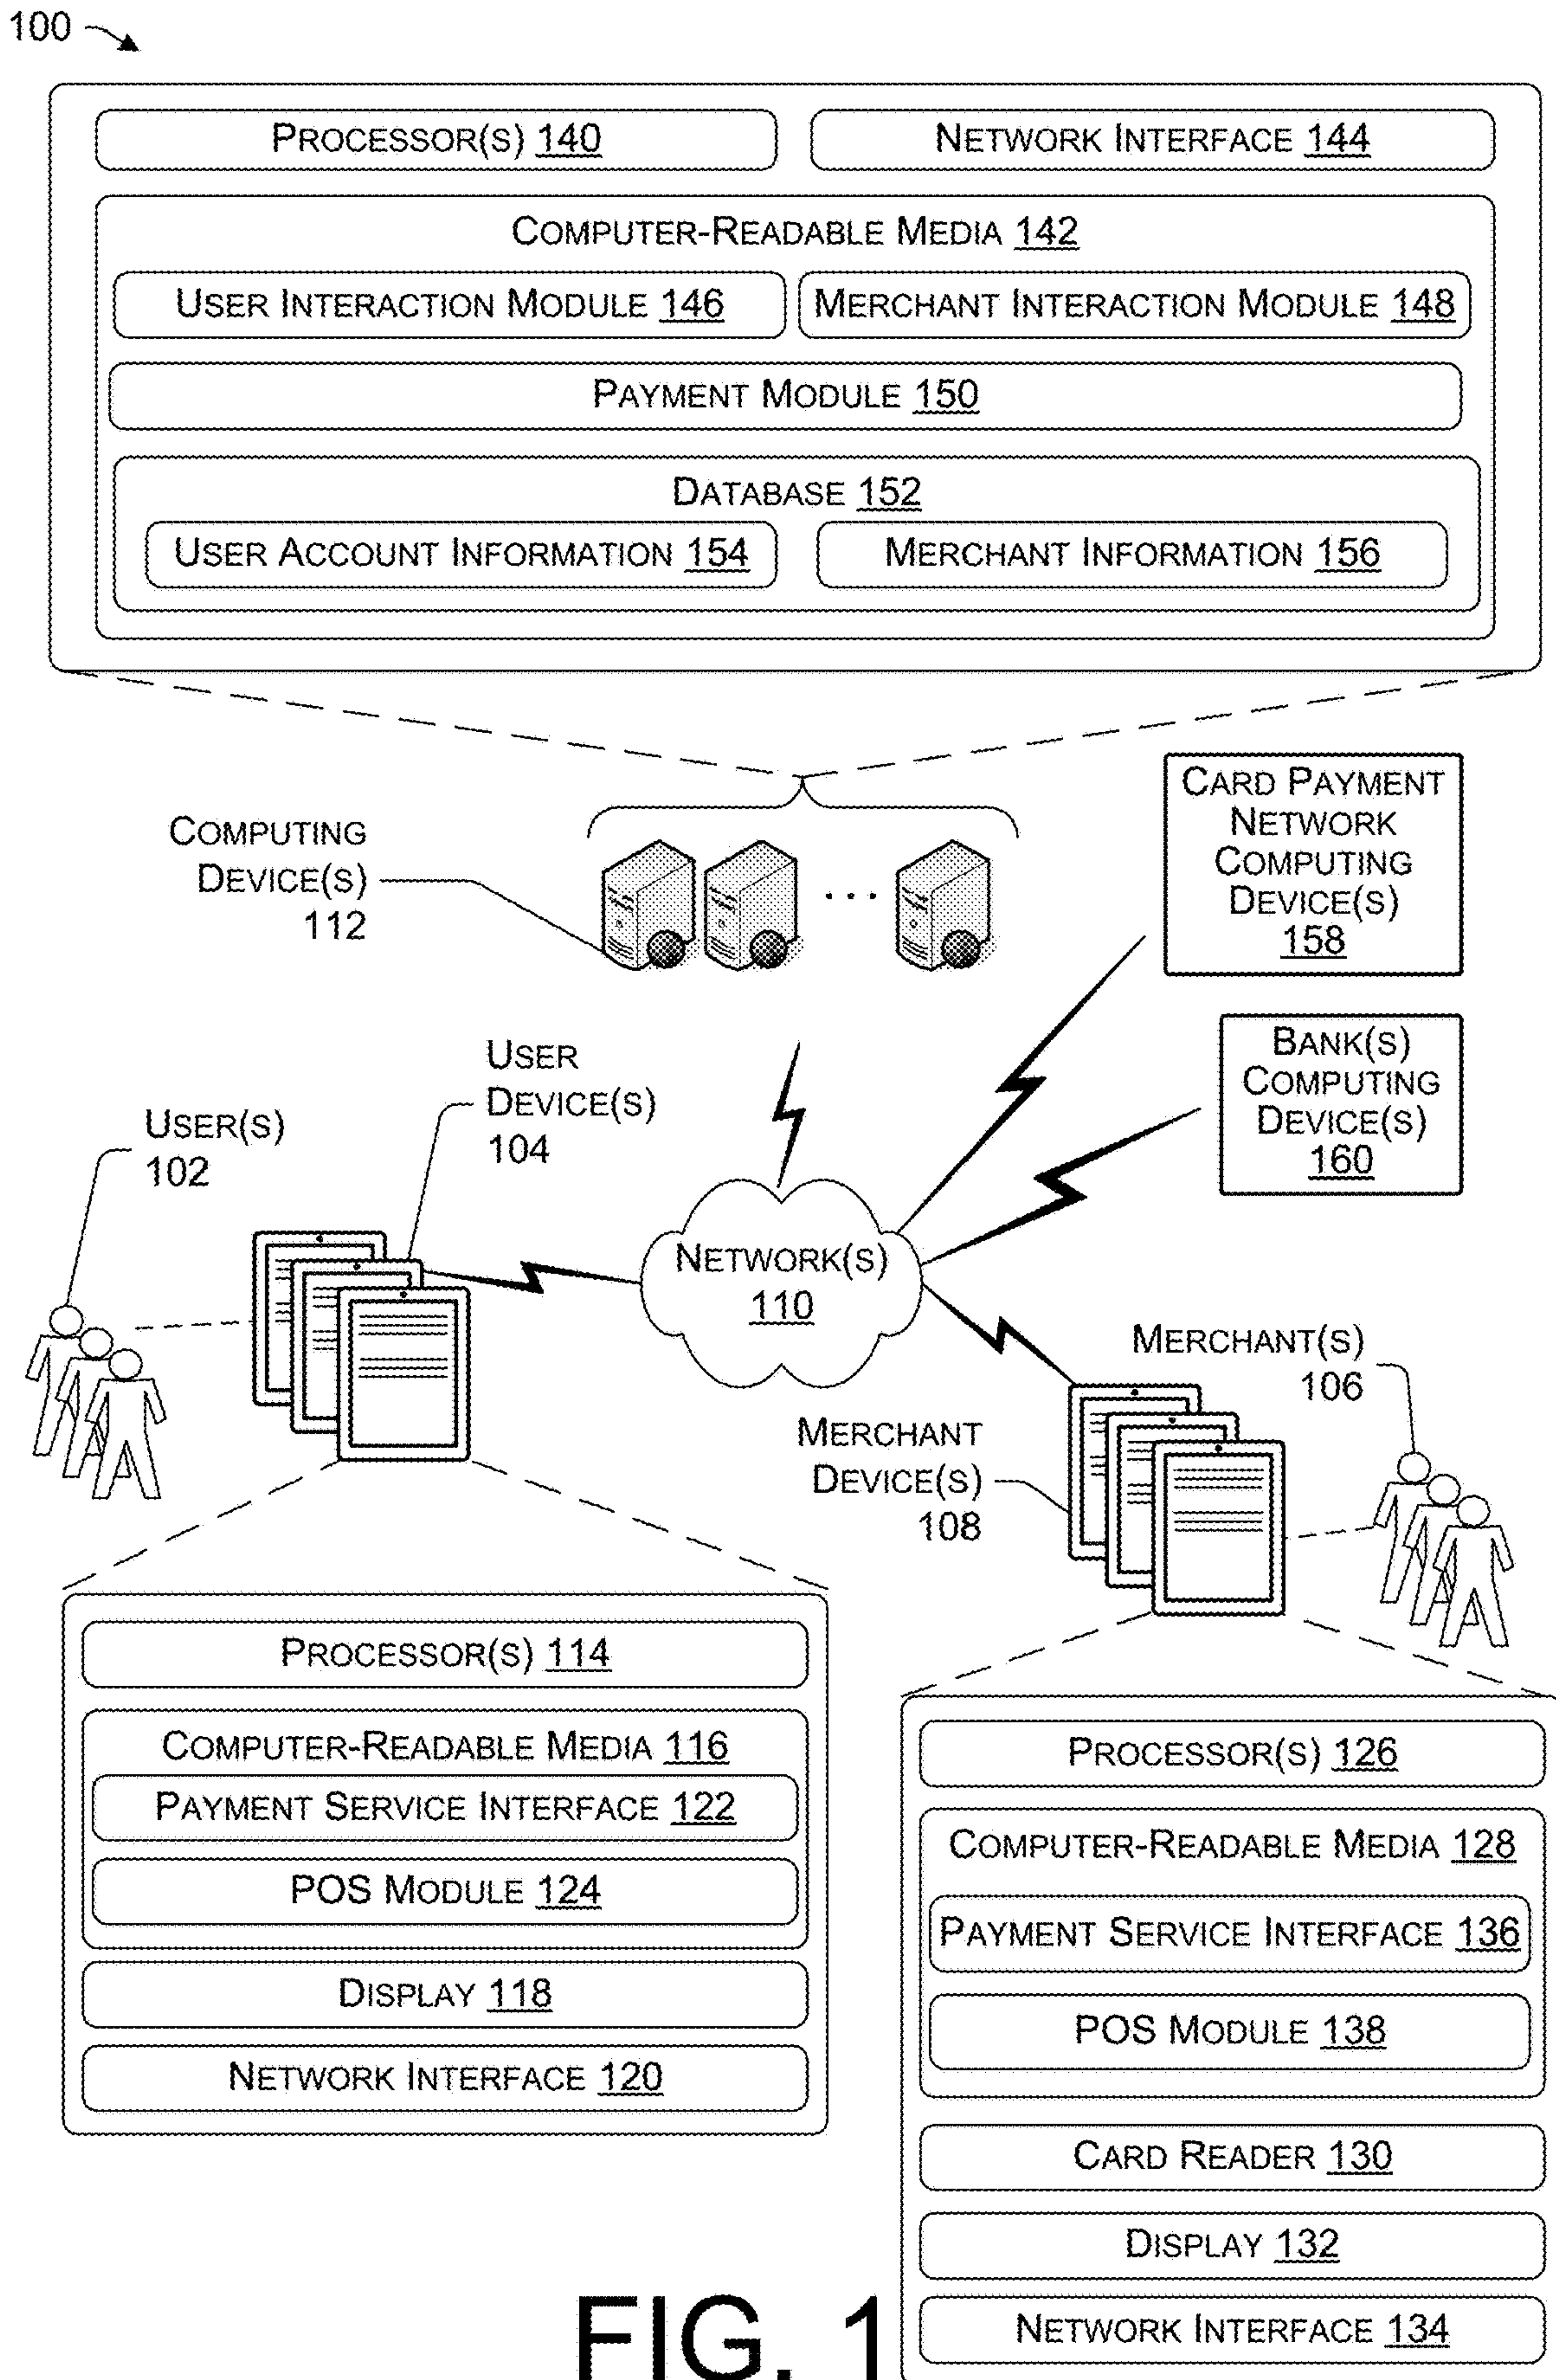 100
PROCESSOR(S) 140
NETWORK INTERFACE 144
COMPUTER-READABLE MEDIA 142
USER INTERACTION MODULE 146
MERCHANT INTERACTION MODULE 148
PAYMENT MODULE 150
DATABASE 152
USER ACCOUNT INFORMATION 154
MERCHANT INFORMATION 156
COMPUTING
DEVICE(S)
112
CARD PAYMENT
NETWORK
COMPUTING
DEVICE(S)
158
BANK(S)
COMPUTING
DEVICE(S)
160
USER
DEVICE(S)
104
USER(S)
102
NETWORK(S)
110
MERCHANT(S)
106
MERCHANT
DEVICE(S)
108
PROCESSOR(S) 114
COMPUTER-READABLE MEDIA 116
PAYMENT SERVICE INTERFACE 122
POS MODULE 124
DISPLAY 118
NETWORK INTERFACE 120
PROCESSOR(S) 126
COMPUTER-READABLE MEDIA 128
PAYMENT SERVICE INTERFACE 136
POS MODULE 138
CARD READER 130
DISPLAY 132
NETWORK INTERFACE 134
FIG. 1